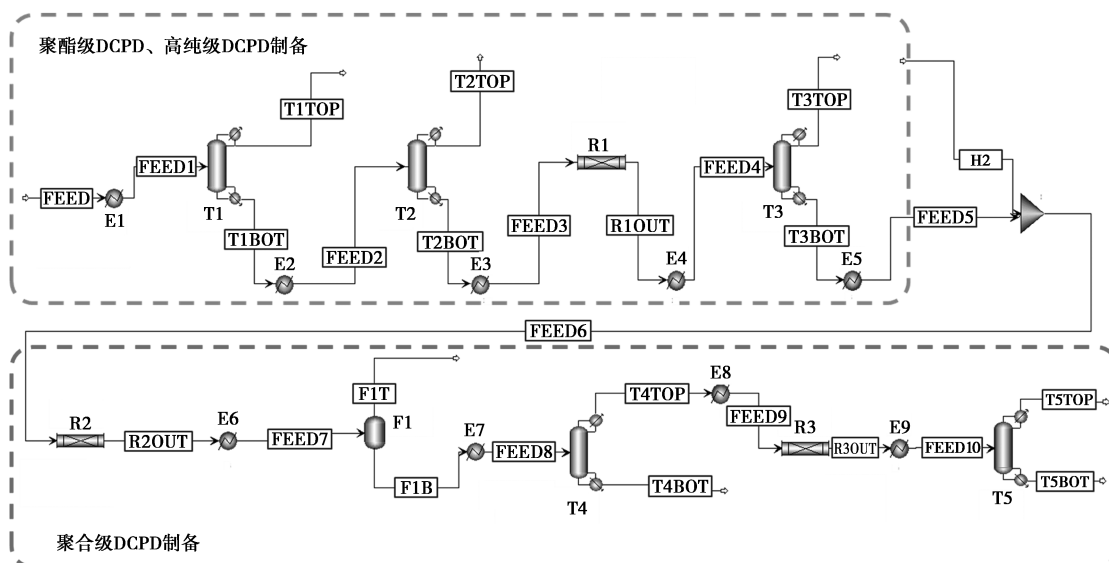 聚酯级DCPD、高纯级DCPD制备
T1TOP
T2TOP
T3TOP
R1
H2
FEED
E1
FEED1
T1
T2
FEED4
T3
T1BOT
E2
FEED2
T2BOT
E3
FEED3
R1OUT
E4
T3BOT
E5
FEED5
FEED6
R2
R2OUT
E6
FEED7
F1T
F1
F1B
E7
FEED8
T4TOP
E8
FEED9
T4
T4BOT
R3
R3OUT
E9
FEED10
T5TOP
T5
T5BOT
聚合级DCPD制备